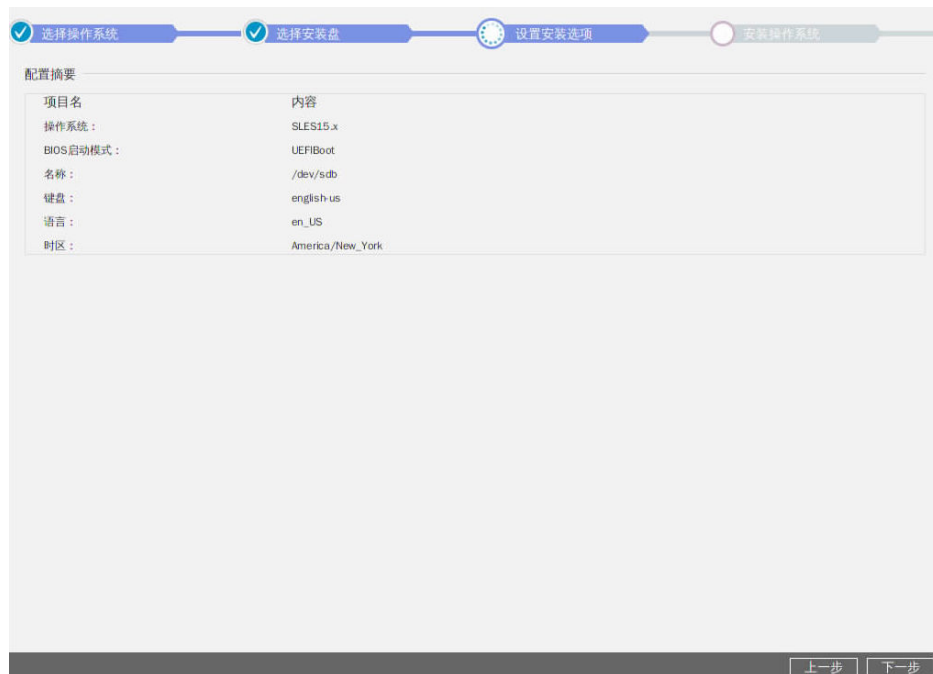 选择操作系统 选择安装盘 设置安装选项 安装操作系统
配置摘要
项目名 内容
操作系统： SLES15.x
BIOS启动模式： UEFIBoot
名称： /dev/sdb
键盘： english-us
语言： en_US
时区： America/New_York
上一步 下一步